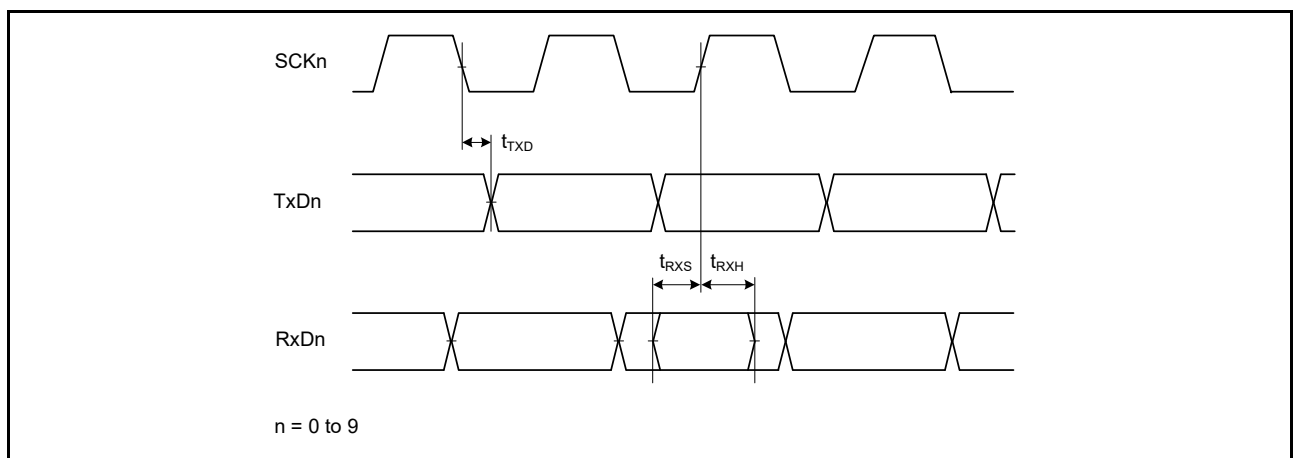 SCKn
tTXD
TxDn
tRXS tRXH
RxDn
n = 0 to 9